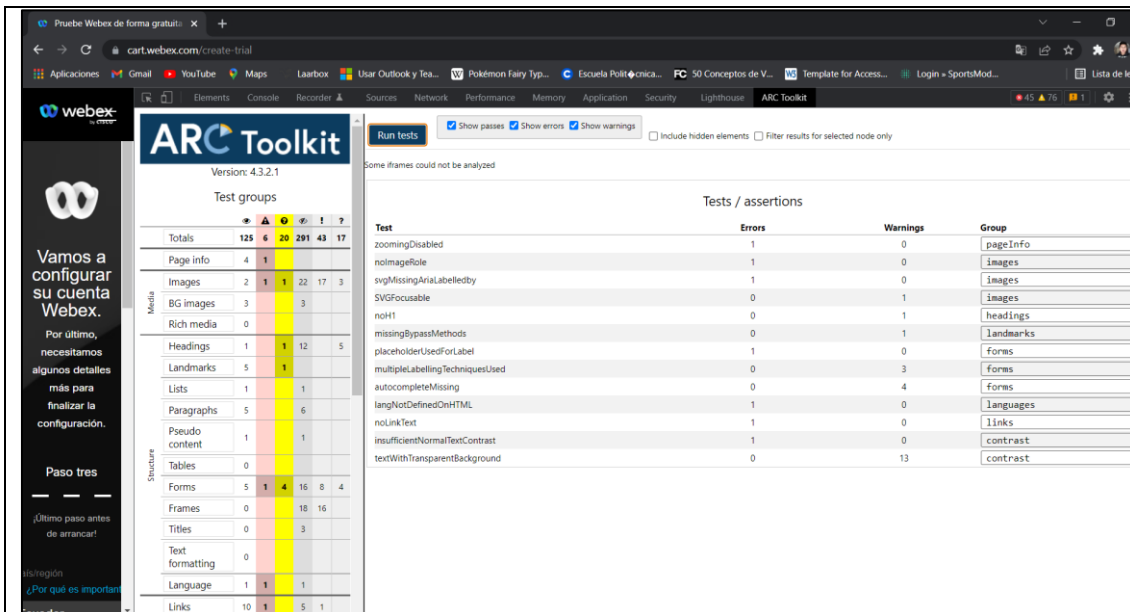 Pruebe Webex de forma gratuita
cart.webex.com/create-trial
Aplicaciones Gmail YouTube Maps Laarbox Usar Outlook y Tea... Pokémon Fairy Typ... Escuela Polit�cnica... 50 Conceptos de V... Template for Access... Login » SportsMod... Lista de le
Elements Console Recorder Sources Network Performance Memory Application Security Lighthouse ARC Toolkit 45 76 1
webex
by CISCO
Vamos a
configurar
su cuenta
Webex.
Por último,
necesitamos
algunos detalles
más para
finalizar la
configuración.
Paso tres
¡Último paso antes
de arrancar!
aís/región
¿Por qué es important
ARC Toolkit
Version: 4.3.2.1
Test groups
! ?
Totals 125 6 20 291 43 17
Page info 4 1
Media
Images 2 1 1 22 17 3
BG images 3 3
Rich media 0
Structure
Headings 1 1 12 5
Landmarks 5 1
Lists 1 1
Paragraphs 5 6
Pseudo
content 1 1
Tables 0
Forms 5 1 4 16 8 4
Frames 0 18 16
Titles 0 3
Text
formatting 0
Language 1 1 1
Links 10 1 5 1
Run tests Show passes Show errors Show warnings Include hidden elements Filter results for selected node only
Some iframes could not be analyzed
Tests / assertions
Test Errors Warnings Group
zoomingDisabled 1 0 pageInfo
noImageRole 1 0 images
svgMissingAriaLabelledby 1 0 images
SVGFocusable 0 1 images
noH1 0 1 headings
missingBypassMethods 0 1 landmarks
placeholderUsedForLabel 1 0 forms
multipleLabellingTechniquesUsed 0 3 forms
autocompleteMissing 0 4 forms
langNotDefinedOnHTML 1 0 languages
noLinkText 1 0 links
insufficientNormalTextContrast 1 0 contrast
textWithTransparentBackground 0 13 contrast